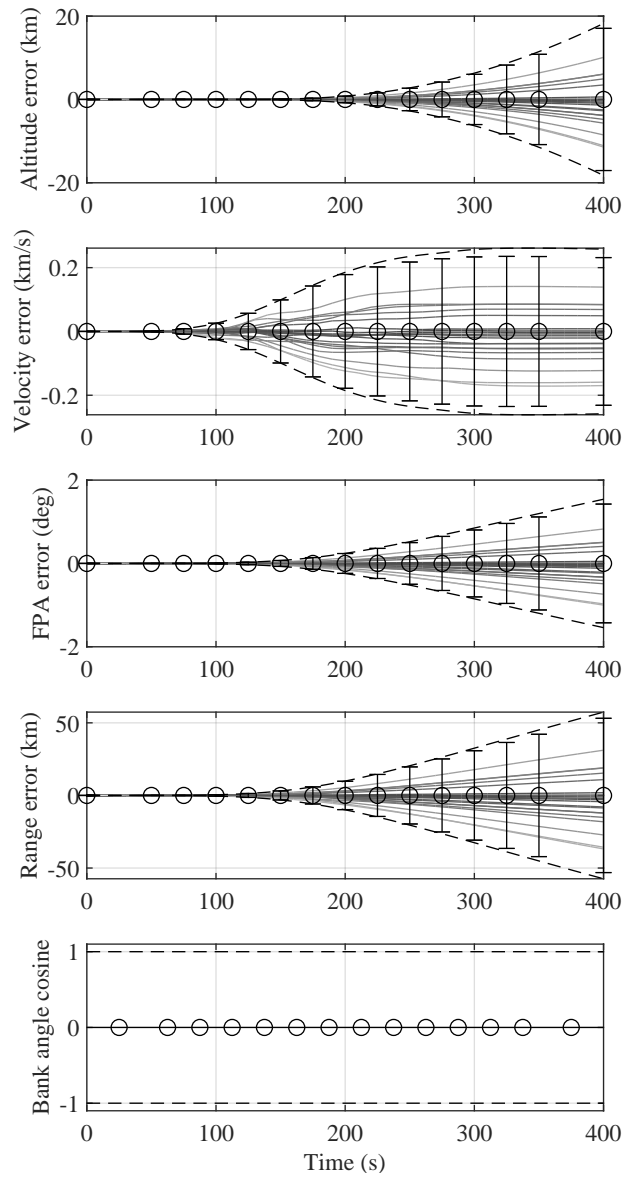 Altitude error (km)
20
0
-20
0 100 200 300 400
Velocity error (km/s)
0.2
0.0
-0.2
0 100 200 300 400
FPA error (deg)
2
0
-2
0 100 200 300 400
Range error (km)
50
0
-50
0 100 200 300 400
Bank angle cosine
1
0
-1
0 100 200 300 400
Time (s)